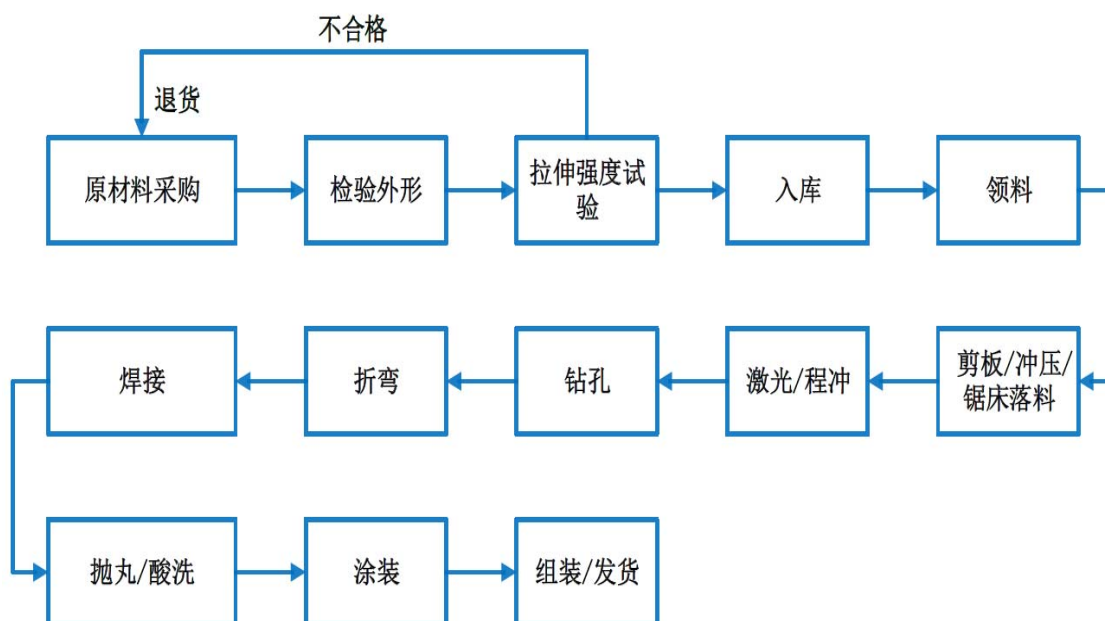 不合格
退货
原材料采购
检验外形
拉伸强度试
验
入库
领料
焊接
折弯
钻孔
激光/程冲
剪板/冲压/
锯床落料
抛丸/酸洗
涂装
组装/发货